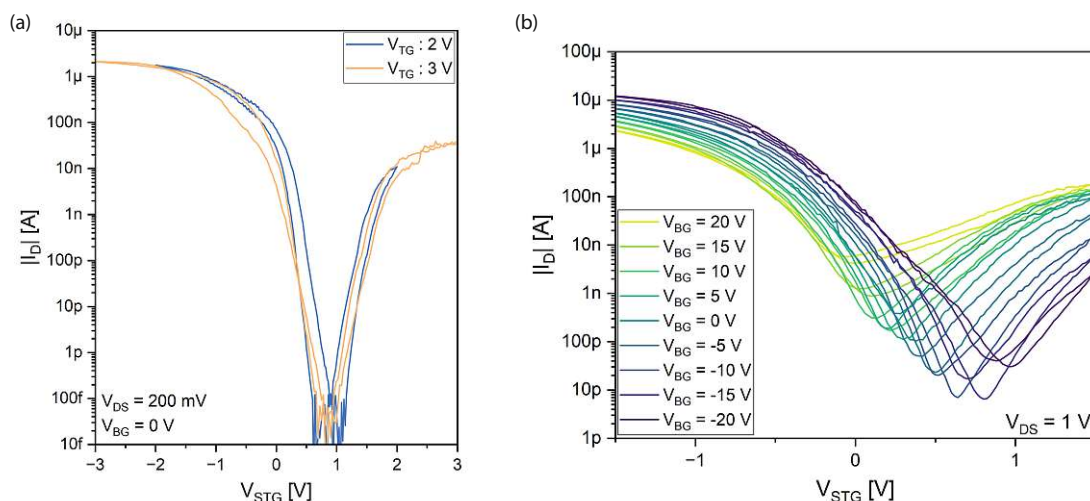 (a)
10µ
1µ
100n
10n
1n
100p
10p
1p
100f
10f
|I_D| [A]
V_TG : 2 V
V_TG : 3 V
V_DS = 200 mV
V_BG = 0 V
−3 −2 −1 0 1 2 3
V_STG [V]
(b)
100µ
10µ
1µ
100n
10n
1n
100p
10p
1p
|I_D| [A]
V_BG = 20 V
V_BG = 15 V
V_BG = 10 V
V_BG = 5 V
V_BG = 0 V
V_BG = -5 V
V_BG = -10 V
V_BG = -15 V
V_BG = -20 V
V_DS = 1 V
−1 0 1
V_STG [V]